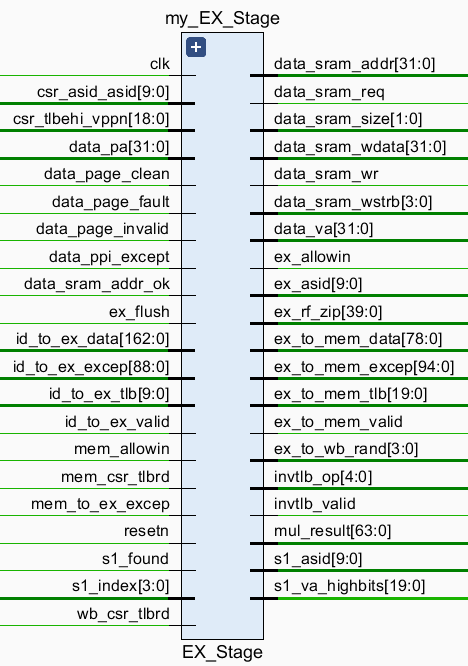 my_EX_Stage
clk
csr_asid_asid[9:0]
csr_tlbehi_vppn[18:0]
data_pa[31:0]
data_page_clean
data_page_fault
data_page_invalid
data_ppi_except
data_sram_addr_ok
ex_flush
id_to_ex_data[162:0]
id_to_ex_excep[88:0]
id_to_ex_tlb[9:0]
id_to_ex_valid
mem_allowin
mem_csr_tlbrd
mem_to_ex_excep
resetn
s1_found
s1_index[3:0]
wb_csr_tlbrd
data_sram_addr[31:0]
data_sram_req
data_sram_size[1:0]
data_sram_wdata[31:0]
data_sram_wr
data_sram_wstrb[3:0]
data_va[31:0]
ex_allowin
ex_asid[9:0]
ex_rf_zip[39:0]
ex_to_mem_data[78:0]
ex_to_mem_excep[94:0]
ex_to_mem_tlb[19:0]
ex_to_mem_valid
ex_to_wb_rand[3:0]
invtlb_op[4:0]
invtlb_valid
mul_result[63:0]
s1_asid[9:0]
s1_va_highbits[19:0]
EX_Stage